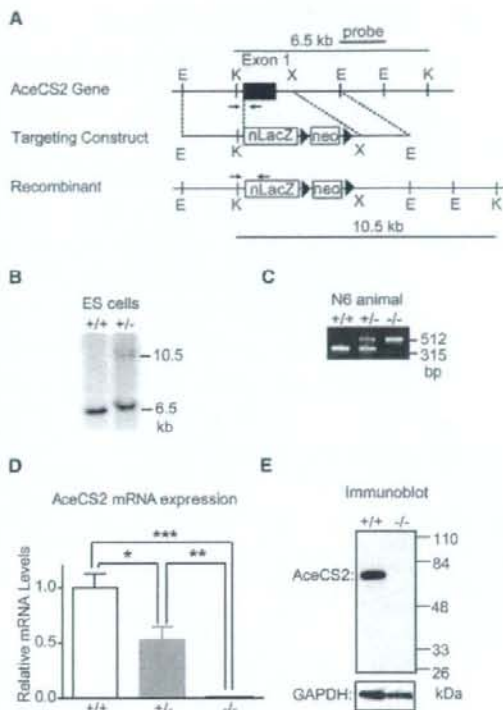 A
6.5 kb probe
Exon 1
E K X E E K
AceCS2 Gene
Targeting Construct
nLacZ neo
E K X E
Recombinant
nLacZ neo
E K X E E K
10.5 kb
B
ES cells
+/+ +/-
10.5
6.5
kb
C
N6 animal
+/+ +/- -/-
512
315
bp
D
AceCS2 mRNA expression
Relative mRNA Levels
***
* **
1.0
0.5
0.0
+/+ +/- -/-
E
Immunoblot
+/+ -/-
110
AceCS2:
84
48
33
26
GAPDH: kDa